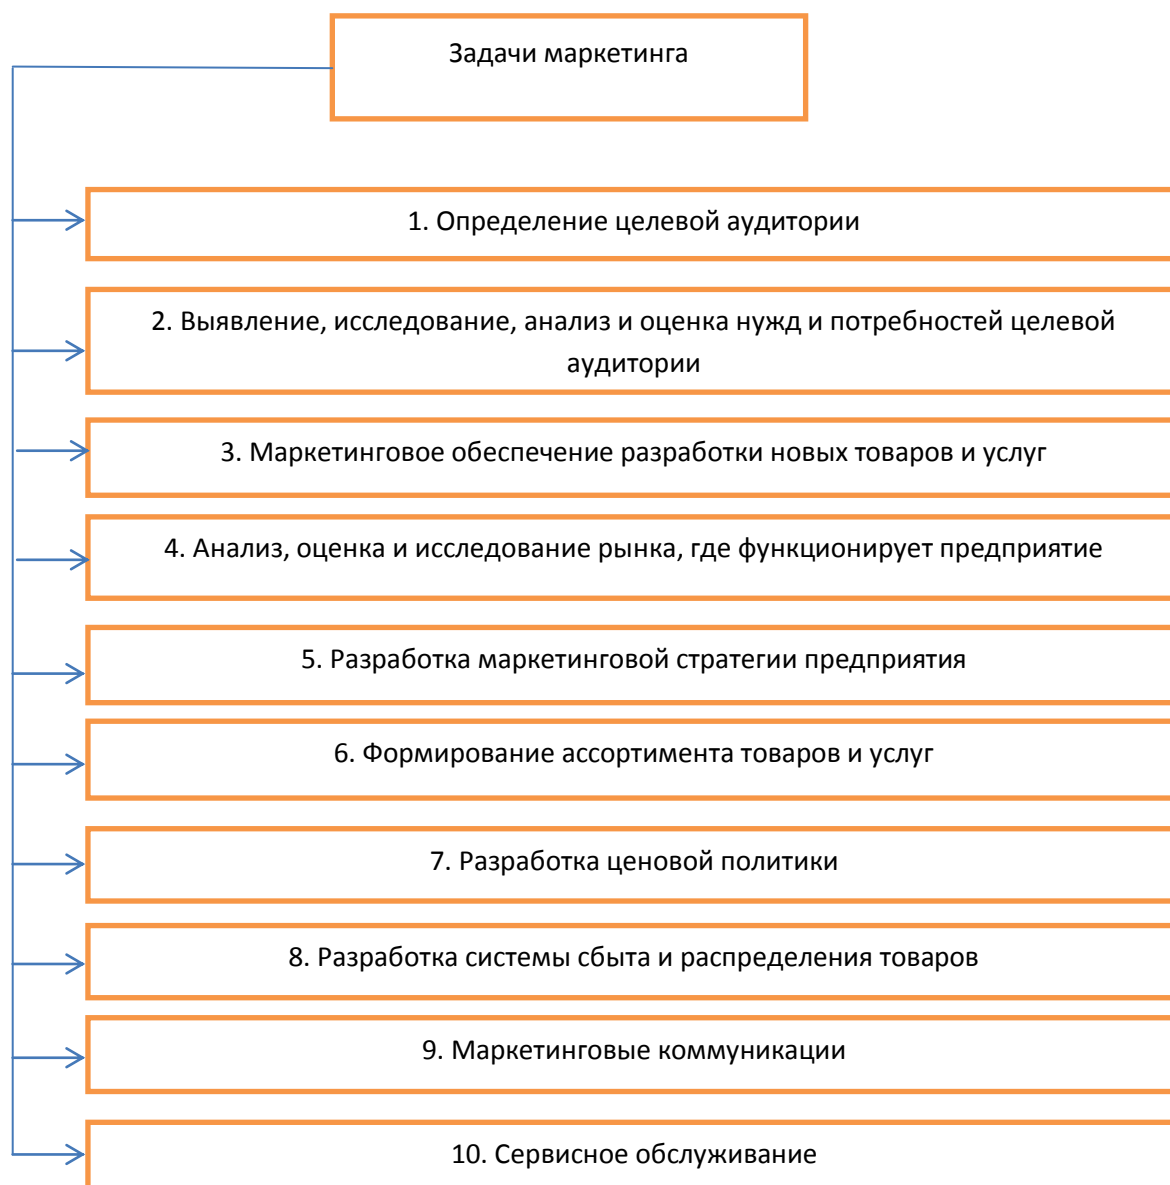 Задачи маркетинга
1. Определение целевой аудитории
2. Выявление, исследование, анализ и оценка нужд и потребностей целевой
аудитории
3. Маркетинговое обеспечение разработки новых товаров и услуг
4. Анализ, оценка и исследование рынка, где функционирует предприятие
5. Разработка маркетинговой стратегии предприятия
6. Формирование ассортимента товаров и услуг
7. Разработка ценовой политики
8. Разработка системы сбыта и распределения товаров
9. Маркетинговые коммуникации
10. Сервисное обслуживание